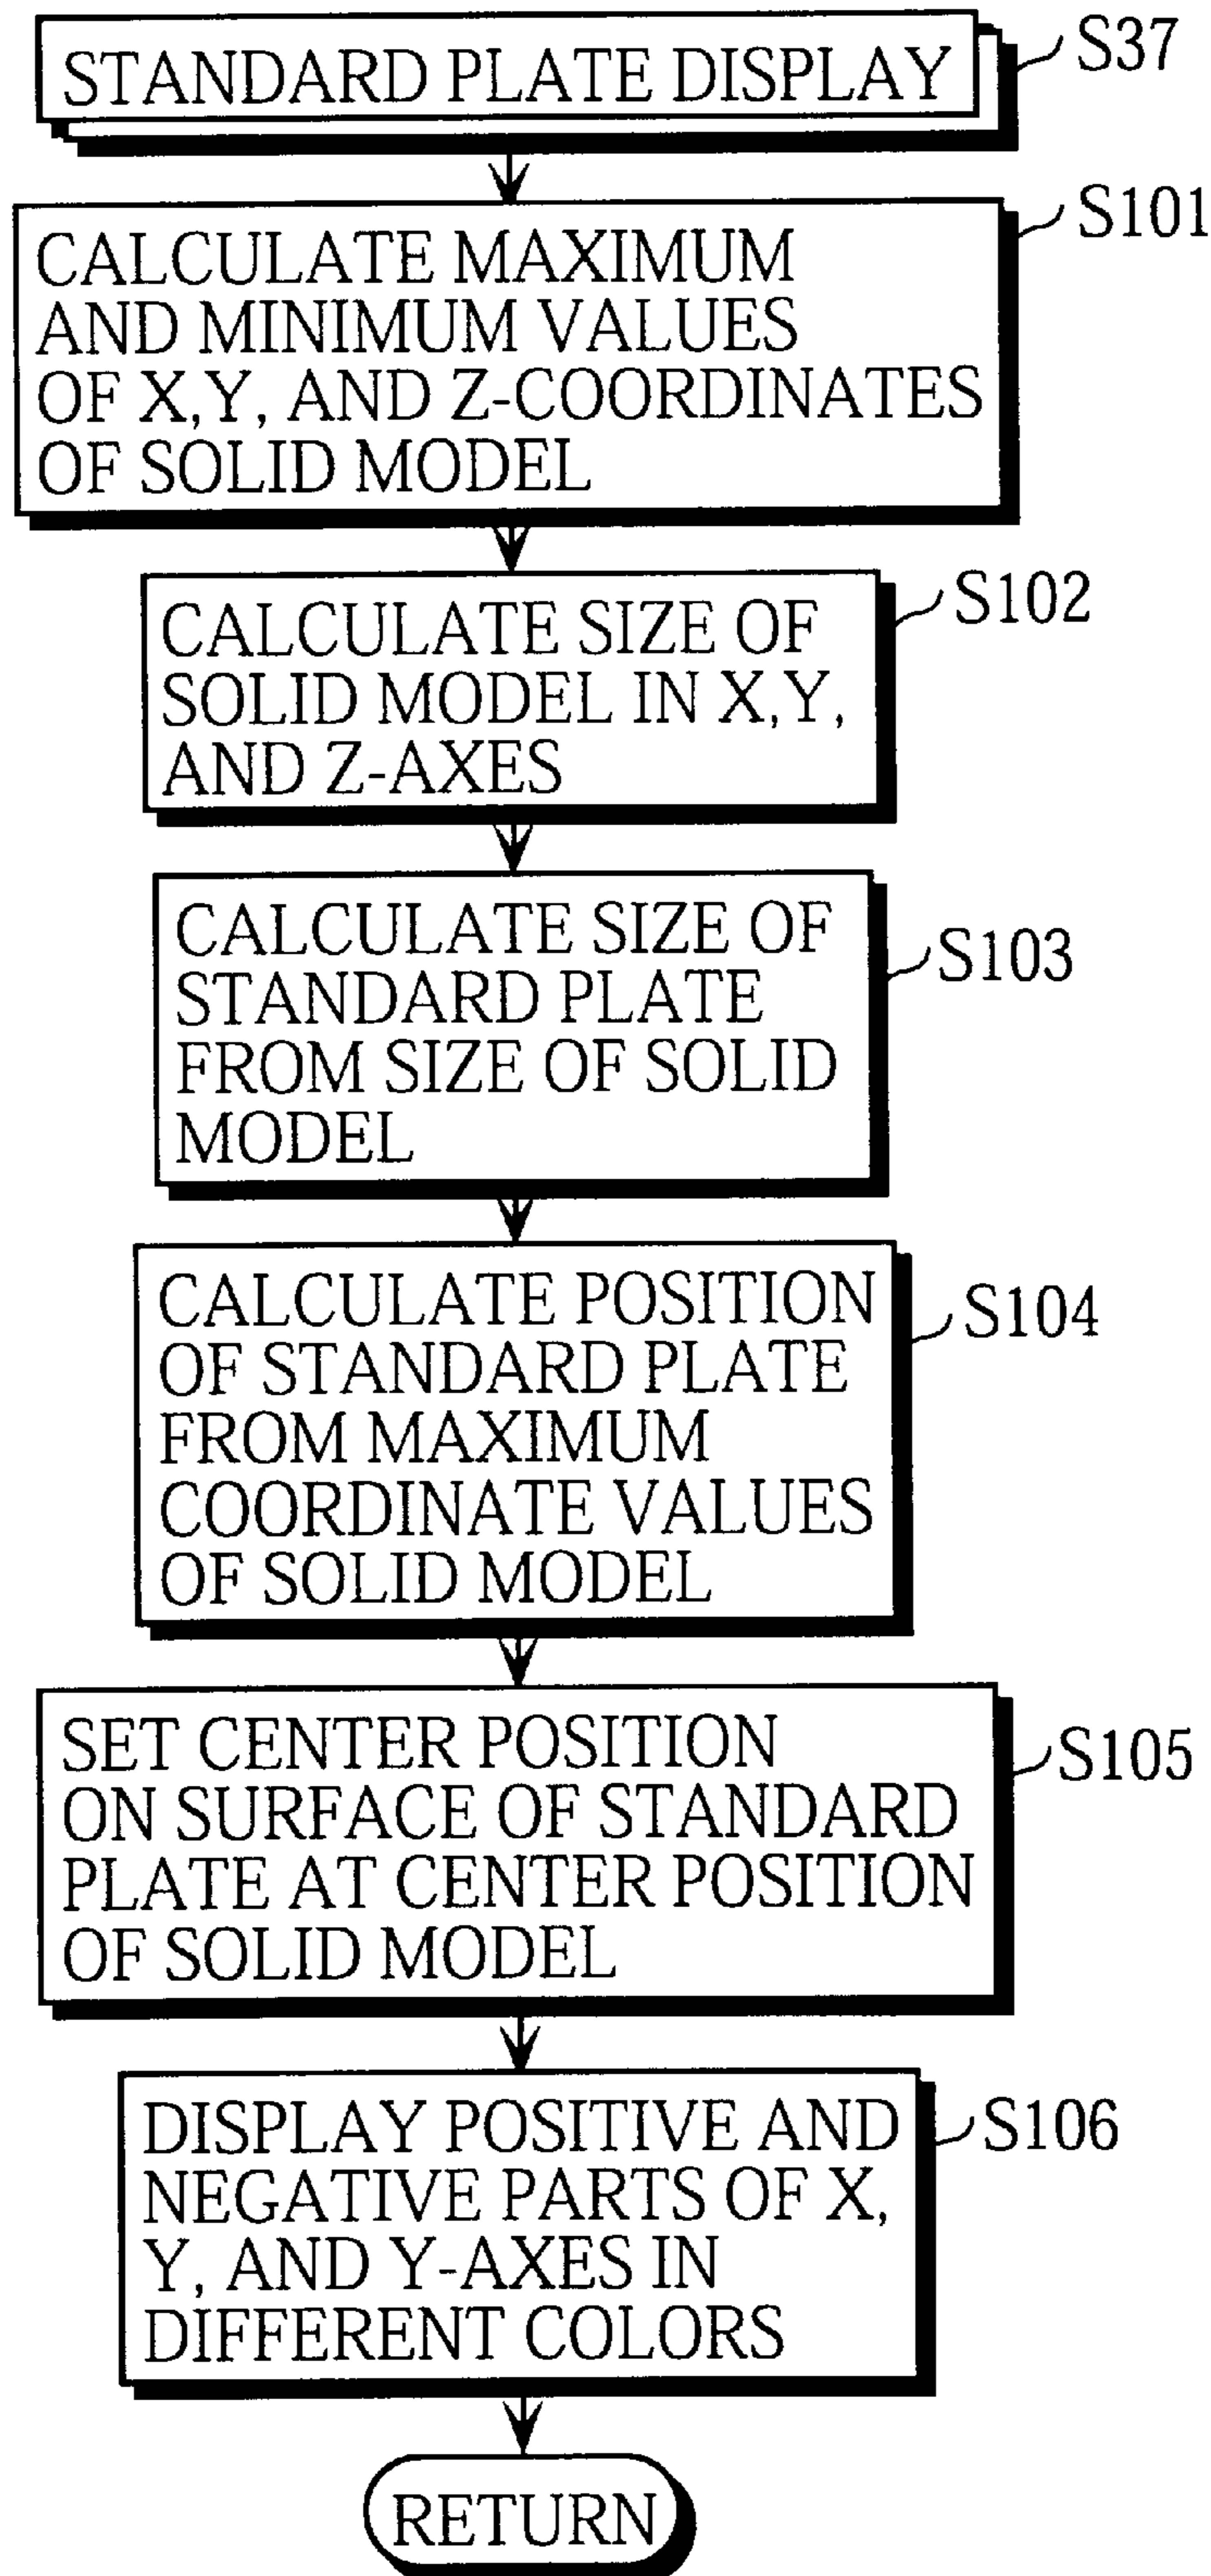 STANDARD PLATE DISPLAY
S37
S101
CALCULATE MAXIMUM
AND MINIMUM VALUES
OF X,Y, AND Z-COORDINATES
OF SOLID MODEL
S102
CALCULATE SIZE OF
SOLID MODEL IN X,Y,
AND Z-AXES
S103
CALCULATE SIZE OF
STANDARD PLATE
FROM SIZE OF SOLID
MODEL
S104
CALCULATE POSITION
OF STANDARD PLATE
FROM MAXIMUM
COORDINATE VALUES
OF SOLID MODEL
S105
SET CENTER POSITION
ON SURFACE OF STANDARD
PLATE AT CENTER POSITION
OF SOLID MODEL
S106
DISPLAY POSITIVE AND
NEGATIVE PARTS OF X,
Y, AND Y-AXES IN
DIFFERENT COLORS
RETURN